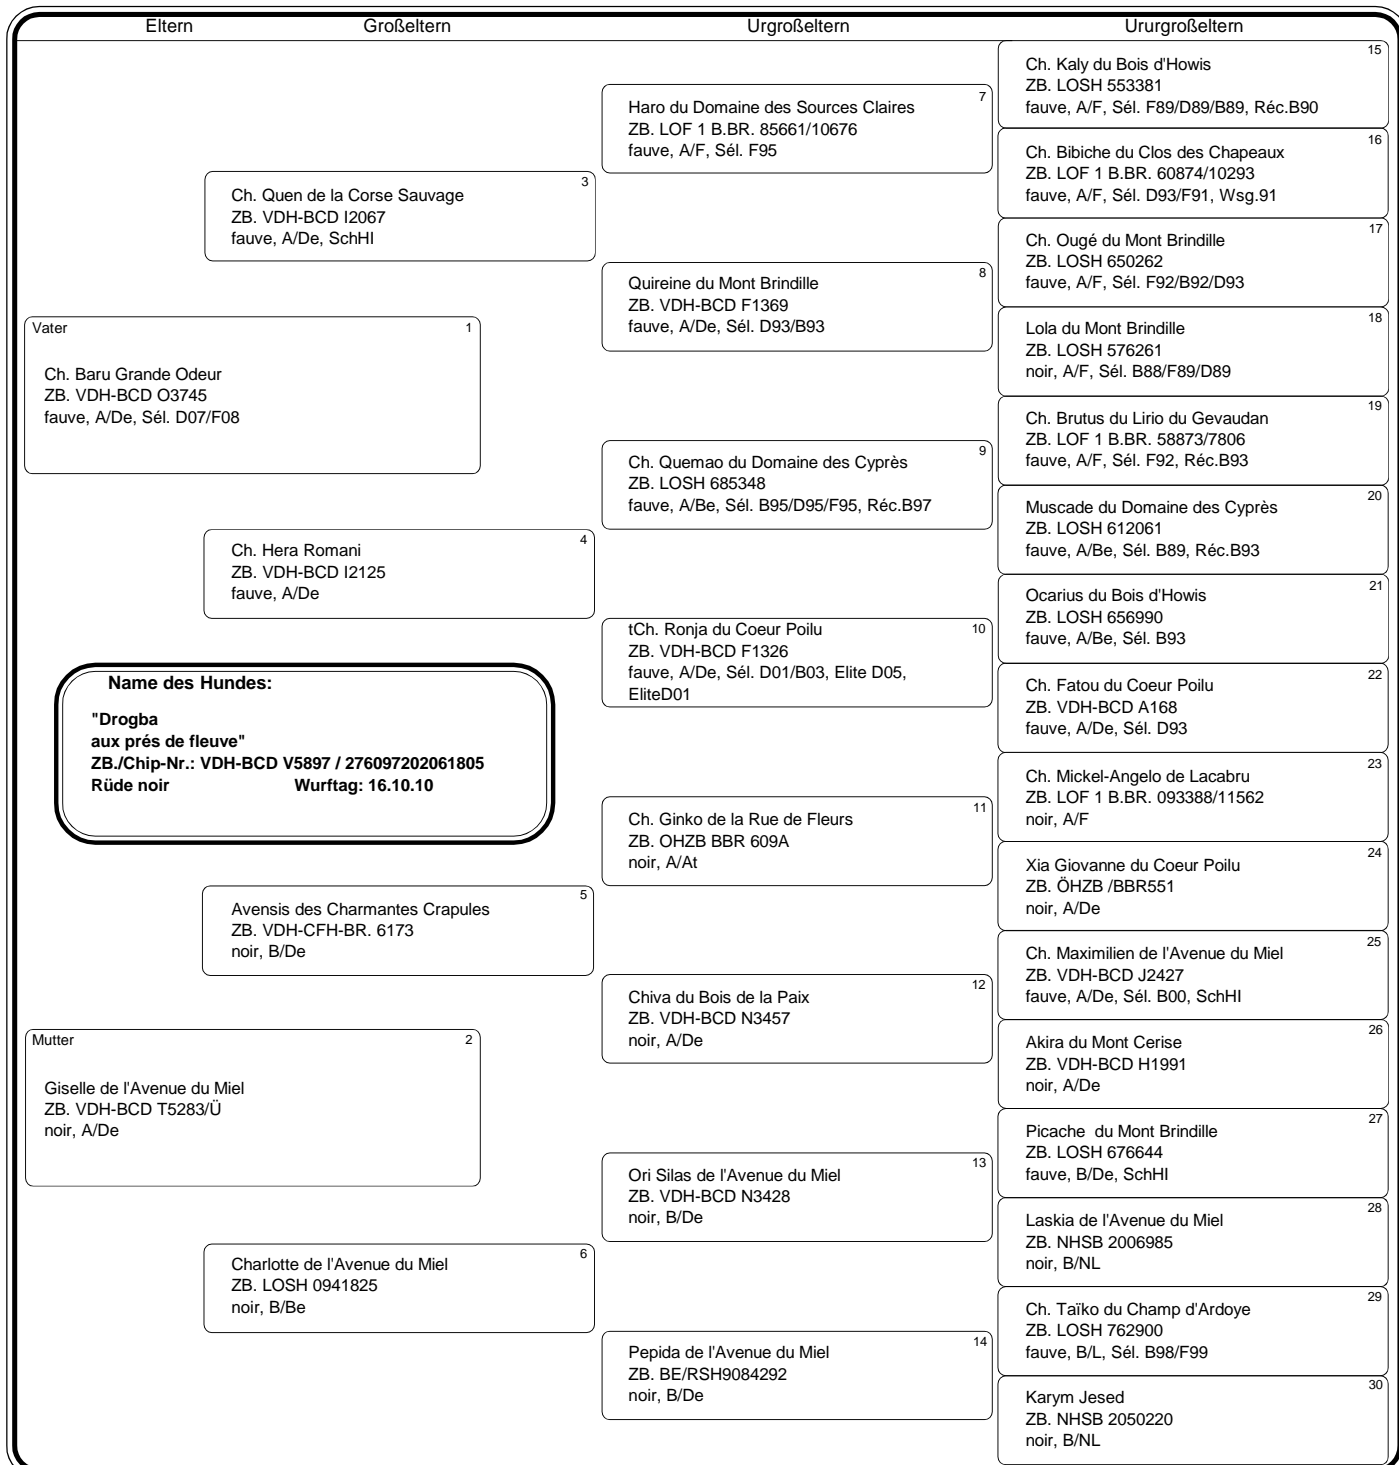 Eltern Großeltern Urgroßeltern Ururgroßeltern
Vater 1
Ch. Baru Grande Odeur
ZB. VDH-BCD O3745
fauve, A/De, Sél. D07/F08
Mutter 2
Giselle de l'Avenue du Miel
ZB. VDH-BCD T5283/Ü
noir, A/De
Name des Hundes:
"Drogba
aux prés de fleuve"
ZB./Chip-Nr.: VDH-BCD V5897 / 276097202061805
Rüde noir Wurftag: 16.10.10
3
Ch. Quen de la Corse Sauvage
ZB. VDH-BCD I2067
fauve, A/De, SchHI
4
Ch. Hera Romani
ZB. VDH-BCD I2125
fauve, A/De
5
Avensis des Charmantes Crapules
ZB. VDH-CFH-BR. 6173
noir, B/De
6
Charlotte de l'Avenue du Miel
ZB. LOSH 0941825
noir, B/Be
7
Haro du Domaine des Sources Claires
ZB. LOF 1 B.BR. 85661/10676
fauve, A/F, Sél. F95
8
Quireine du Mont Brindille
ZB. VDH-BCD F1369
fauve, A/De, Sél. D93/B93
9
Ch. Quemao du Domaine des Cyprès
ZB. LOSH 685348
fauve, A/Be, Sél. B95/D95/F95, Réc.B97
10
tCh. Ronja du Coeur Poilu
ZB. VDH-BCD F1326
fauve, A/De, Sél. D01/B03, Elite D05,
EliteD01
11
Ch. Ginko de la Rue de Fleurs
ZB. OHZB BBR 609A
noir, A/At
12
Chiva du Bois de la Paix
ZB. VDH-BCD N3457
noir, A/De
13
Ori Silas de l'Avenue du Miel
ZB. VDH-BCD N3428
noir, B/De
14
Pepida de l'Avenue du Miel
ZB. BE/RSH9084292
noir, B/De
15
Ch. Kaly du Bois d'Howis
ZB. LOSH 553381
fauve, A/F, Sél. F89/D89/B89, Réc.B90
16
Ch. Bibiche du Clos des Chapeaux
ZB. LOF 1 B.BR. 60874/10293
fauve, A/F, Sél. D93/F91, Wsg.91
17
Ch. Ougé du Mont Brindille
ZB. LOSH 650262
fauve, A/F, Sél. F92/B92/D93
18
Lola du Mont Brindille
ZB. LOSH 576261
noir, A/F, Sél. B88/F89/D89
19
Ch. Brutus du Lirio du Gevaudan
ZB. LOF 1 B.BR. 58873/7806
fauve, A/F, Sél. F92, Réc.B93
20
Muscade du Domaine des Cyprès
ZB. LOSH 612061
fauve, A/Be, Sél. B89, Réc.B93
21
Ocarius du Bois d'Howis
ZB. LOSH 656990
fauve, A/Be, Sél. B93
22
Ch. Fatou du Coeur Poilu
ZB. VDH-BCD A168
fauve, A/De, Sél. D93
23
Ch. Mickel-Angelo de Lacabru
ZB. LOF 1 B.BR. 093388/11562
noir, A/F
24
Xia Giovanne du Coeur Poilu
ZB. ÖHZB /BBR551
noir, A/De
25
Ch. Maximilien de l'Avenue du Miel
ZB. VDH-BCD J2427
fauve, A/De, Sél. B00, SchHI
26
Akira du Mont Cerise
ZB. VDH-BCD H1991
noir, A/De
27
Picache du Mont Brindille
ZB. LOSH 676644
fauve, B/De, SchHI
28
Laskia de l'Avenue du Miel
ZB. NHSB 2006985
noir, B/NL
29
Ch. Taïko du Champ d'Ardoye
ZB. LOSH 762900
fauve, B/L, Sél. B98/F99
30
Karym Jesed
ZB. NHSB 2050220
noir, B/NL